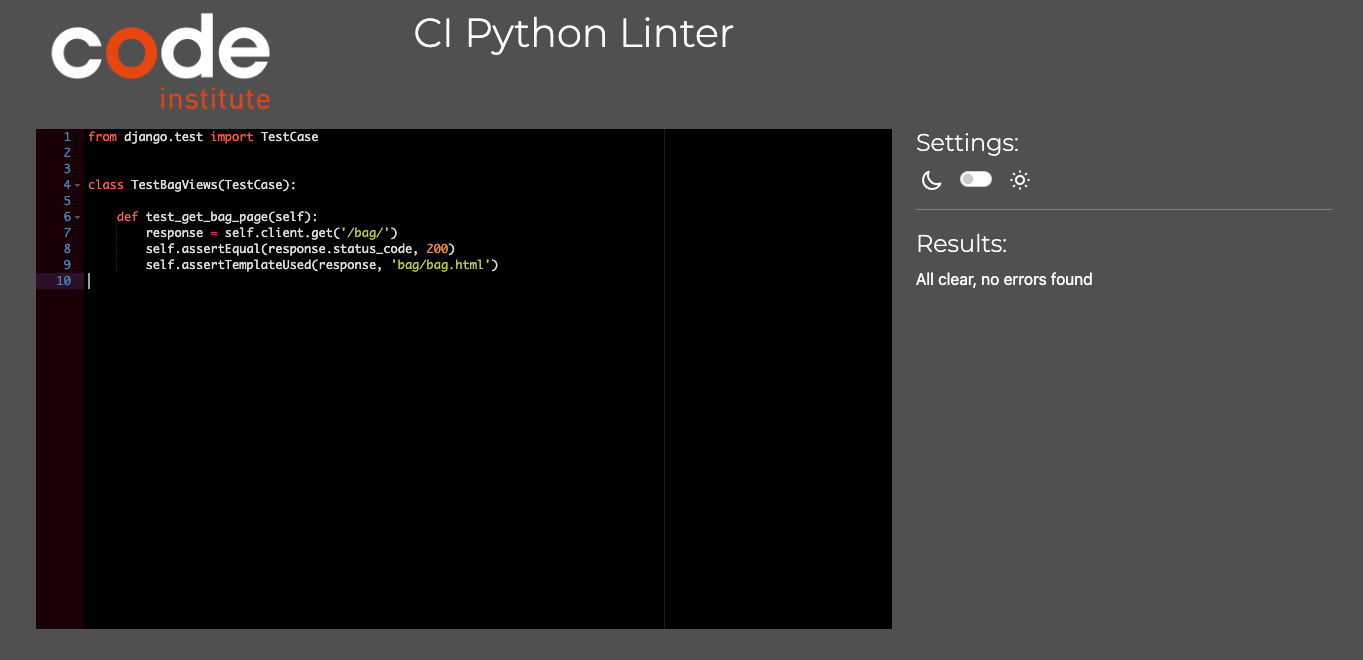 code
institute
CI Python Linter
1 from django.test import TestCase
2
3
4 class TestBagViews(TestCase):
5
6     def test_get_bag_page(self):
7         response = self.client.get('/bag/')
8         self.assertEqual(response.status_code, 200)
9         self.assertTemplateUsed(response, 'bag/bag.html')
10
Settings:
Results:
All clear, no errors found